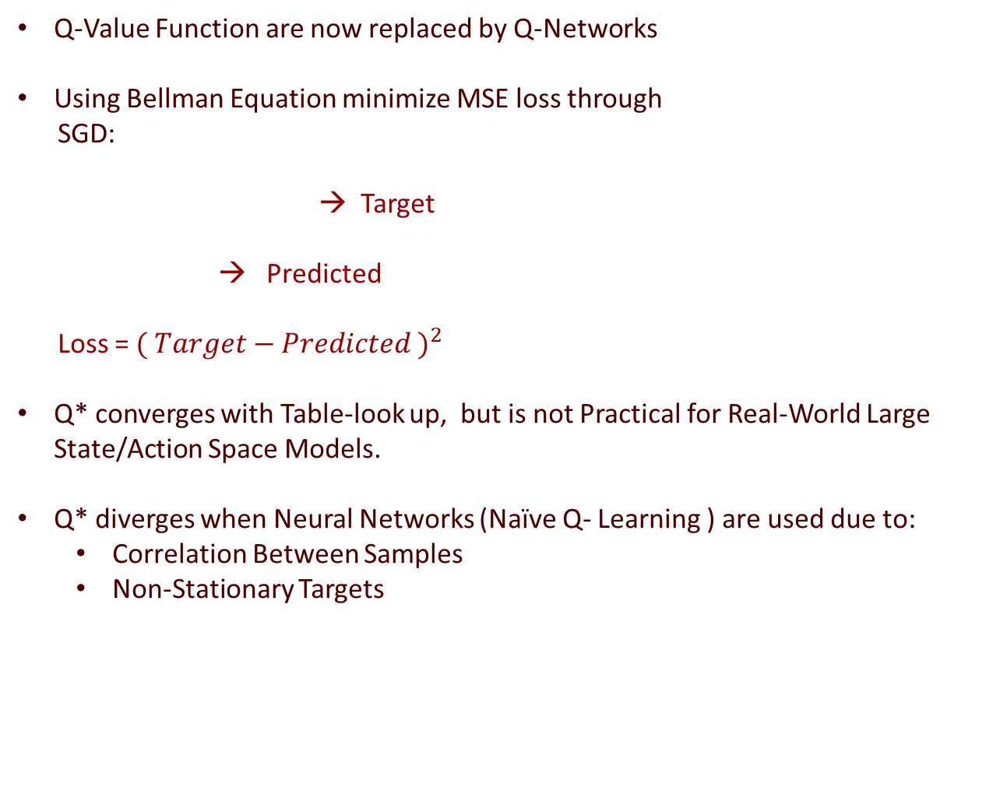 • Q-Value Function are now replaced by Q-Networks
• Using Bellman Equation minimize MSE loss through
SGD:
→ Target
→ Predicted
Loss = ( Target − Predicted )²
• Q* converges with Table-look up, but is not Practical for Real-World Large
State/Action Space Models.
• Q* diverges when Neural Networks (Naïve Q- Learning ) are used due to:
• Correlation Between Samples
• Non-Stationary Targets